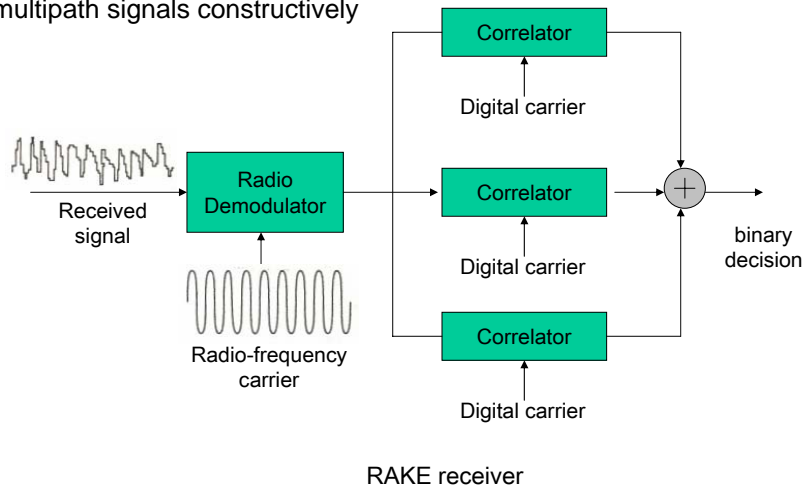 multipath signals constructively
Correlator
Digital carrier
Received
signal
Radio
Demodulator
Radio-frequency
carrier
Correlator
Digital carrier
+
binary
decision
Correlator
Digital carrier
RAKE receiver